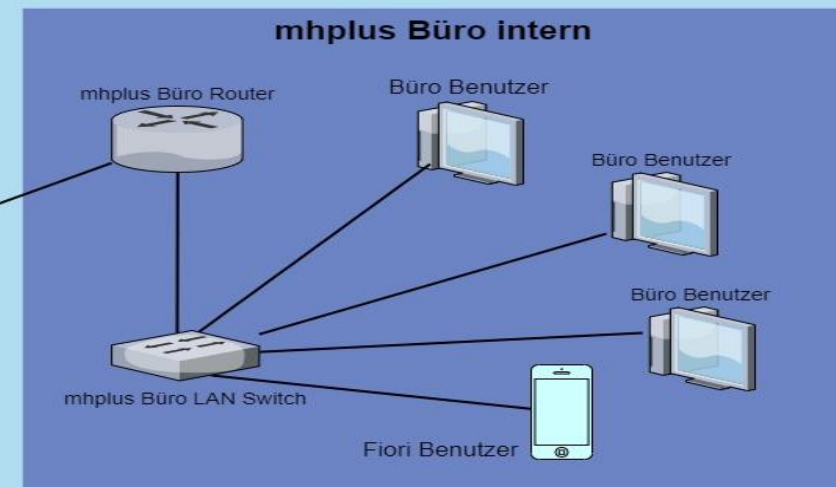 mhplus Büro intern
mhplus Büro Router
Büro Benutzer
Büro Benutzer
Büro Benutzer
mhplus Büro LAN Switch
Fiori Benutzer